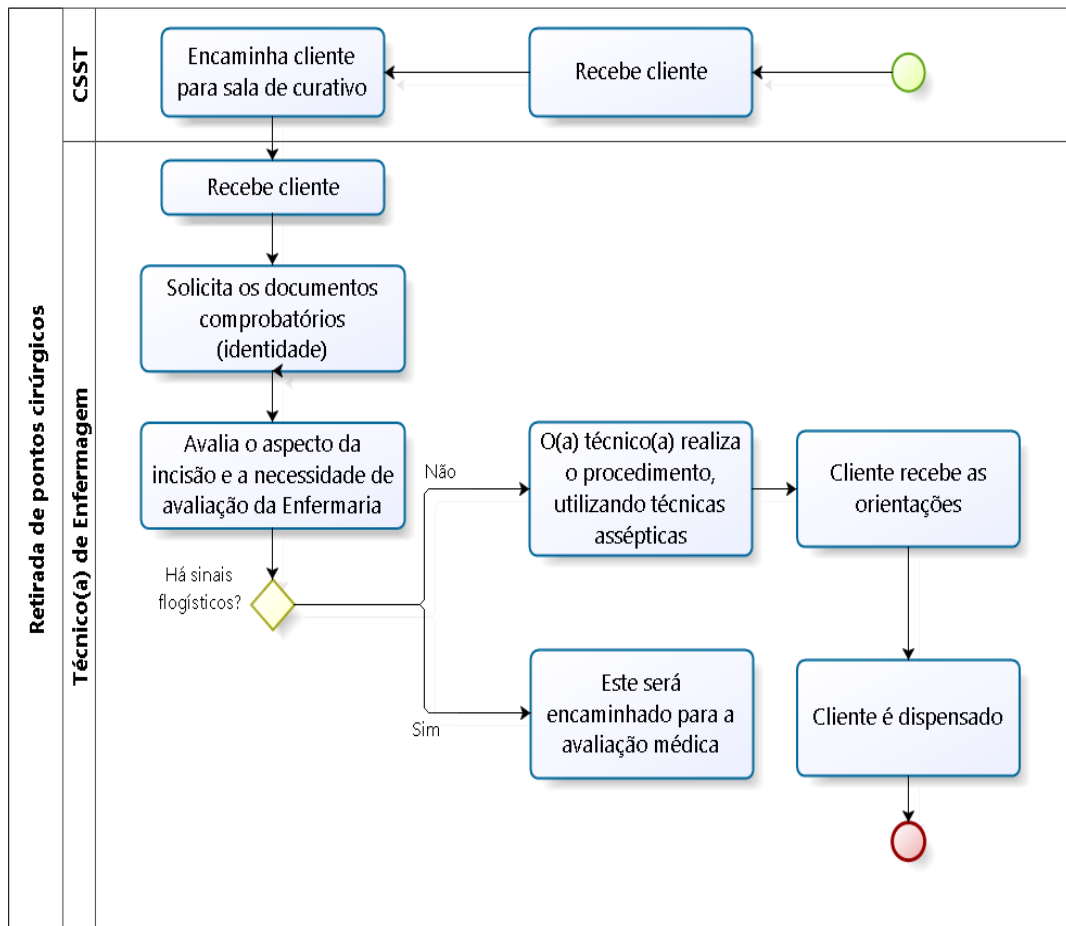 Retirada de pontos cirúrgicos
CSST
Encaminha cliente
para sala de curativo
Recebe cliente
Técnico(a) de Enfermagem
Recebe cliente
Solicita os documentos
comprobatórios
(identidade)
Avalia o aspecto da
incisão e a necessidade de
avaliação da Enfermaria
Há sinais
flogísticos?
Não
O(a) técnico(a) realiza
o procedimento,
utilizando técnicas
assépticas
Cliente recebe as
orientações
Sim
Este será
encaminhado para a
avaliação médica
Cliente é dispensado